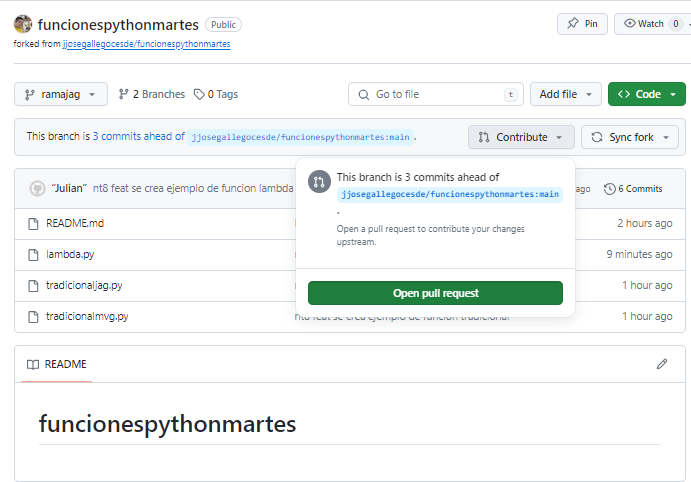 funcionespythonmartes Public Pin Watch 0
forked from jjosegallegocesde/funcionespythonmartes
ramajag 2 Branches 0 Tags Go to file t Add file Code
This branch is 3 commits ahead of jjosegallegocesde/funcionespythonmartes:main . Contribute Sync fork
This branch is 3 commits ahead of
jjosegallegocesde/funcionespythonmartes:main
.
Open a pull request to contribute your changes
upstream.
Open pull request
"Julian" nt8 feat se crea ejemplo de funcion lambda ago 6 Commits
README.md 2 hours ago
lambda.py 9 minutes ago
tradicionaljag.py 1 hour ago
tradicionalmvg.py nt8 feat se crea ejemplo de funcion tradicional 1 hour ago
README
funcionespythonmartes